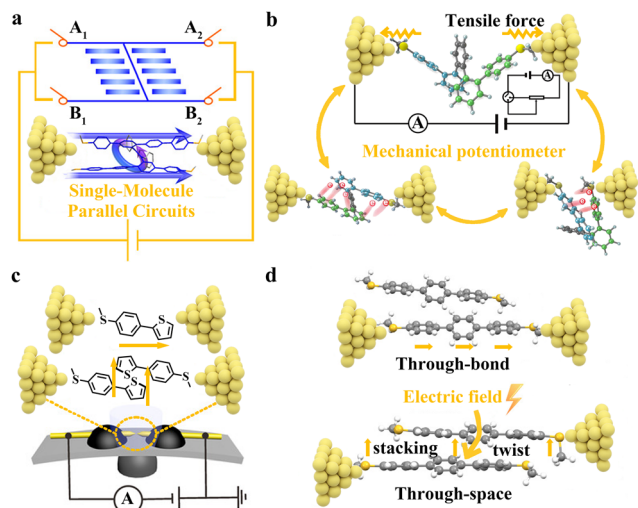 a
A₁
A₂
B₁
B₂
Single-Molecule
Parallel Circuits
b
Tensile force
A
A
Mechanical potentiometer
c
S
S
S
S
S
S
A
d
Through-bond
Electric field
stacking
twist
Through-space